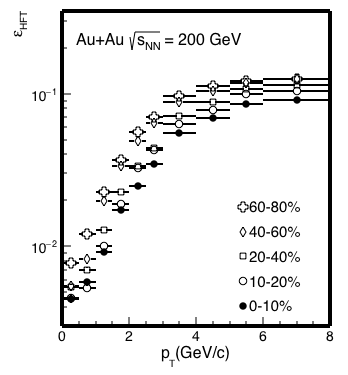 ε_HFT
Au+Au √s_NN = 200 GeV
10⁻¹
10⁻²
60-80%
40-60%
20-40%
10-20%
0-10%
0 2 4 6 8
p_T(GeV/c)